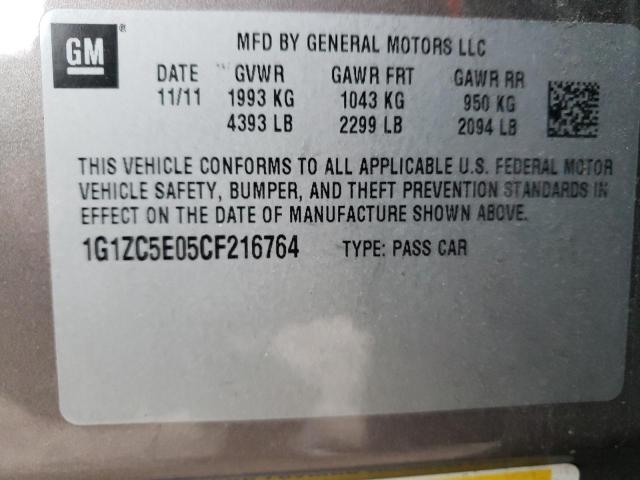 GM ®
MFD BY GENERAL MOTORS LLC
DATE GVWR GAWR FRT GAWR RR
11/11 1993 KG 1043 KG 950 KG
4393 LB 2299 LB 2094 LB
THIS VEHICLE CONFORMS TO ALL APPLICABLE U.S. FEDERAL MOTOR
VEHICLE SAFETY, BUMPER, AND THEFT PREVENTION STANDARDS IN
EFFECT ON THE DATE OF MANUFACTURE SHOWN ABOVE.
1G1ZC5E05CF216764 TYPE: PASS CAR